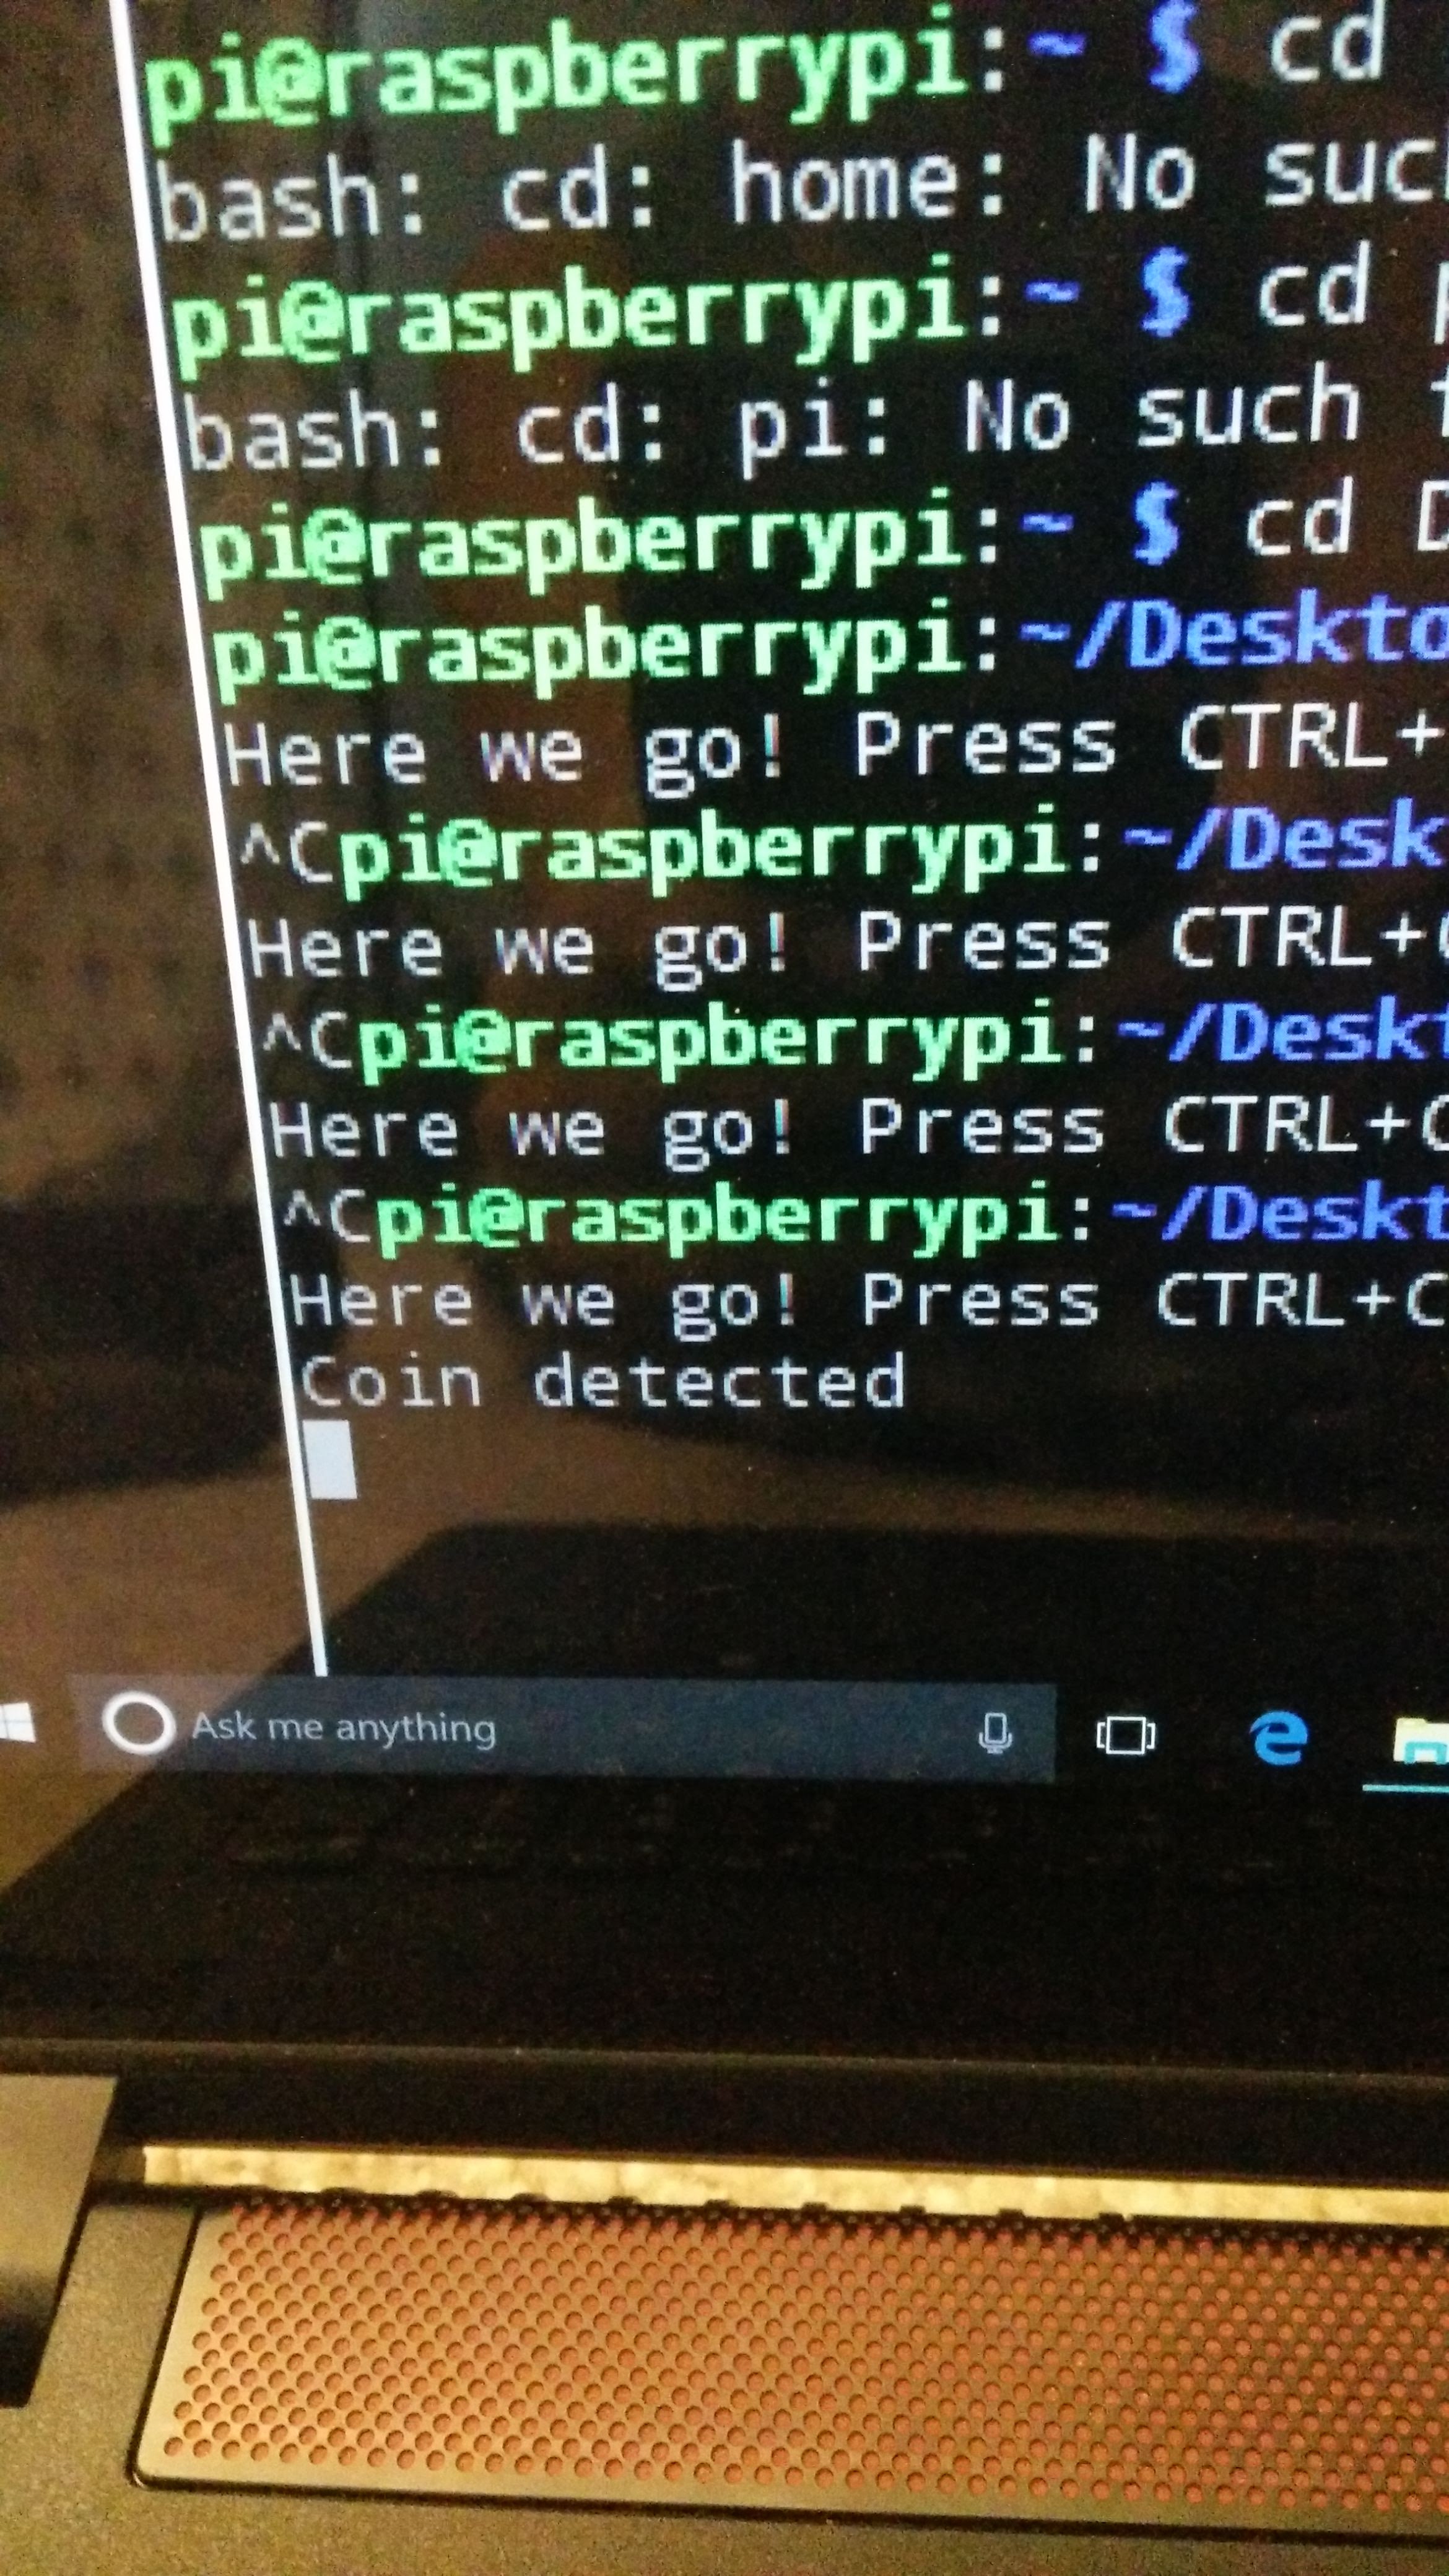 pi@raspberrypi:~ $ cd
bash: cd: home: No such
pi@raspberrypi:~ $ cd
bash: cd: pi: No such
pi@raspberrypi:~ $ cd D
pi@raspberrypi:~/Deskto
Here we go! Press CTRL+
^Cpi@raspberrypi:~/Desk
Here we go! Press CTRL+C
^Cpi@raspberrypi:~/Deskt
Here we go! Press CTRL+C
^Cpi@raspberrypi:~/Deskt
Here we go! Press CTRL+C
Coin detected
Ask me anything